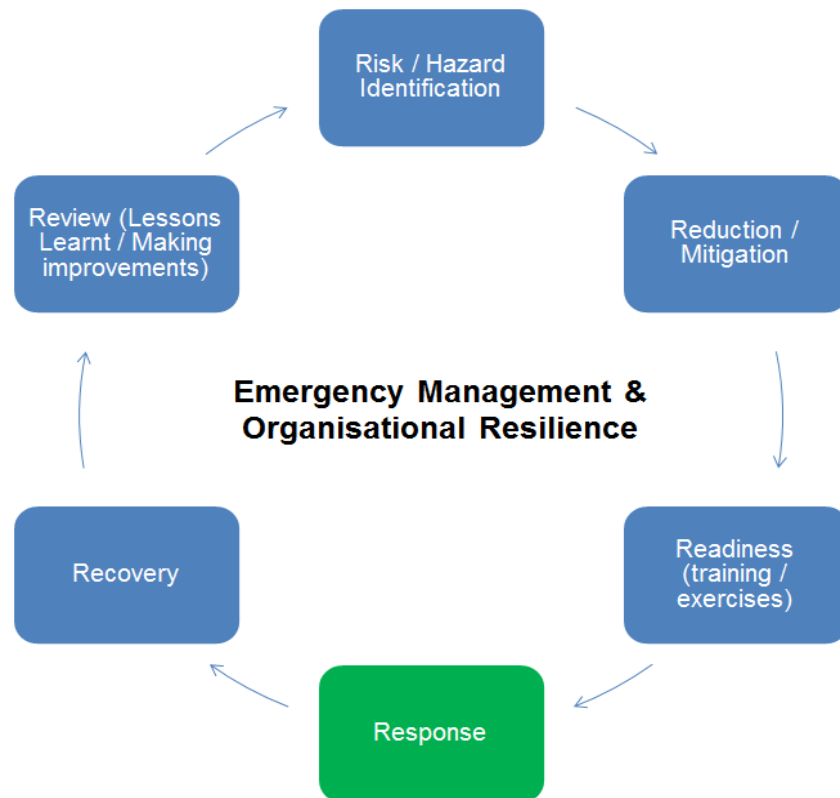 Risk / Hazard
Identification
Reduction /
Mitigation
Readiness
(training /
exercises)
Response
Recovery
Review (Lessons
Learnt / Making
improvements)
Emergency Management &
Organisational Resilience